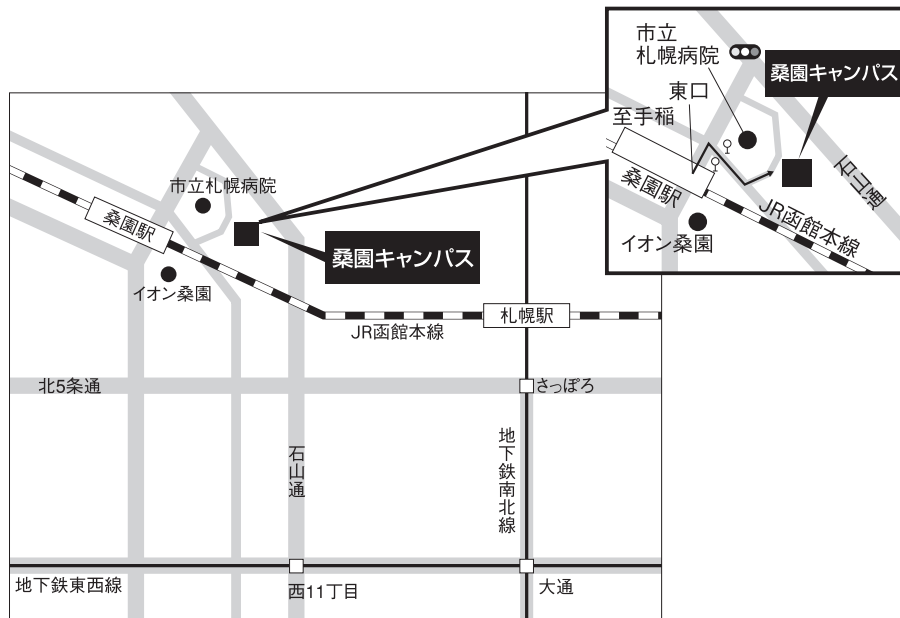 市立
札幌病院
桑園キャンパス
東口
至手稲
桑園駅
石山通
JR函館本線
イオン桑園
市立札幌病院
桑園駅
桑園キャンパス
イオン桑園
札幌駅
JR函館本線
北5条通
さっぽろ
石山通
地下鉄南北線
地下鉄東西線
西11丁目
大通